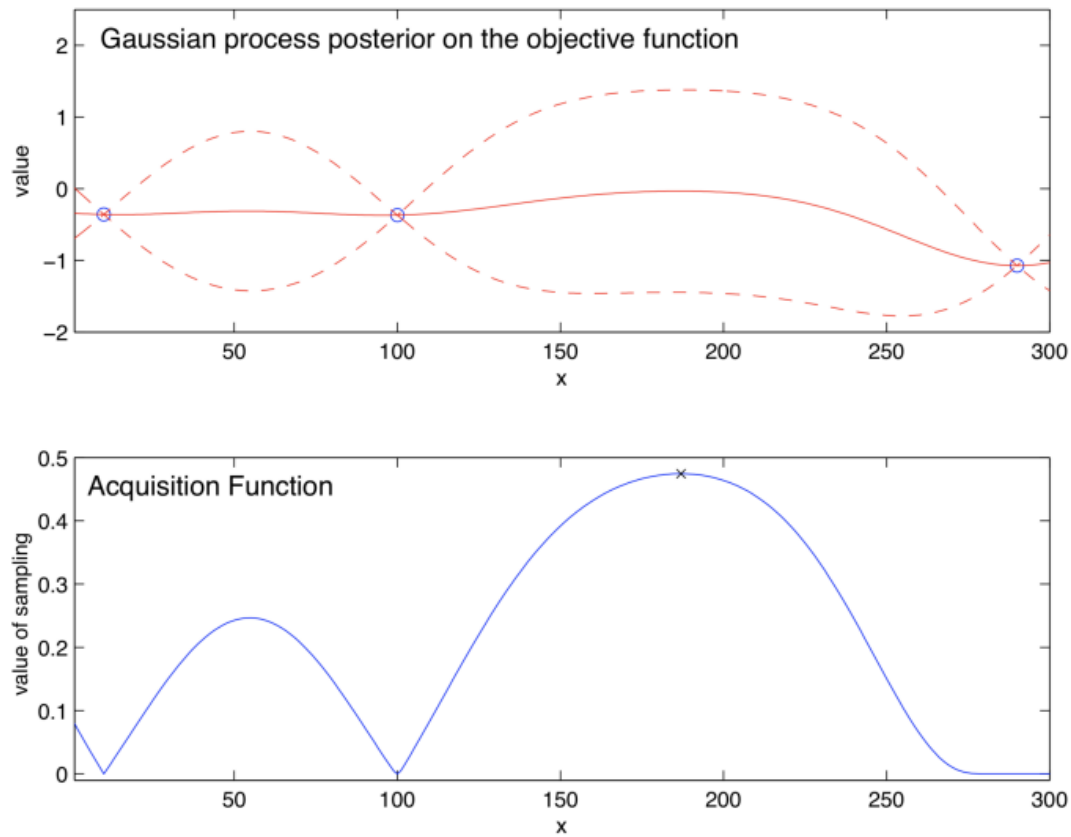 Gaussian process posterior on the objective function
2
1
0
−1
−2
value
50 100 150 200 250 300
x
Acquisition Function
0.5
0.4
0.3
0.2
0.1
0
value of sampling
50 100 150 200 250 300
x